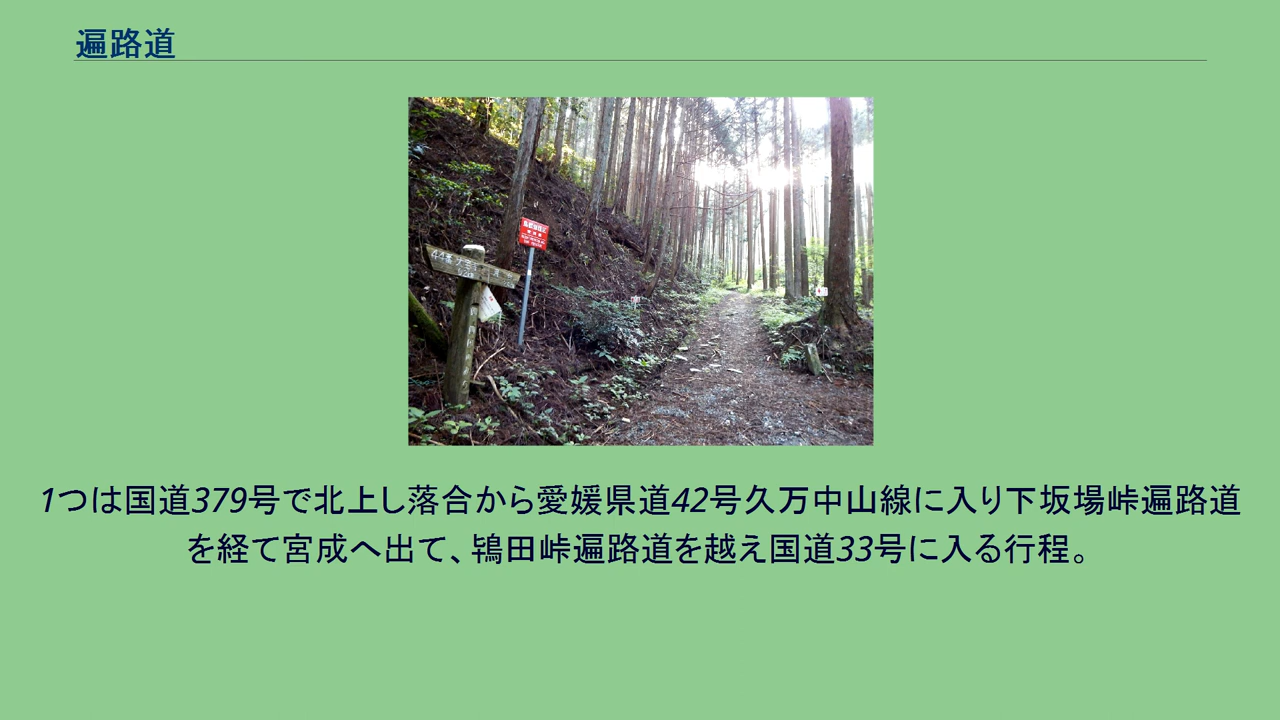 遍路道
1つは国道379号で北上し落合から愛媛県道42号久万中山線に入り下坂場峠遍路道
を経て宮成へ出て、鴇田峠遍路道を越え国道33号に入る行程。